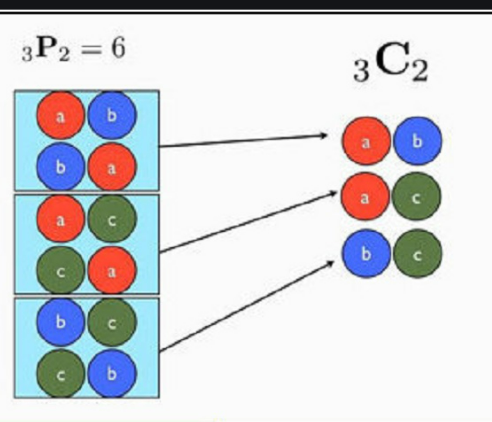 ₃P₂ = 6
₃C₂
a b
b a
a c
c a
b c
c b
a b
a c
b c